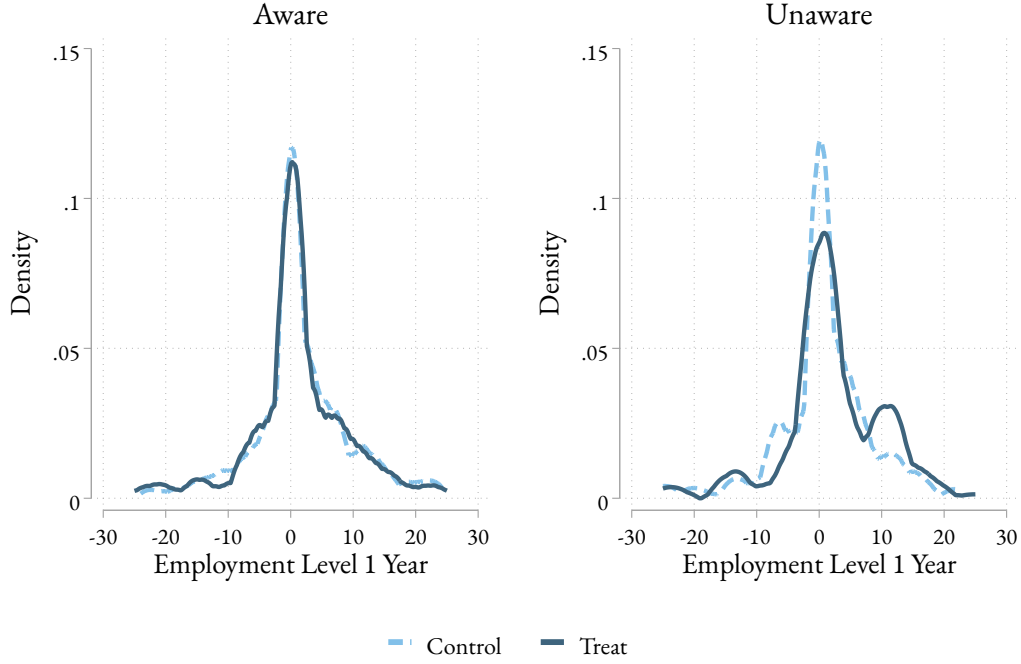 Aware
Unaware
.15
.1
.05
0
Density
-30 -20 -10 0 10 20 30
Employment Level 1 Year
.15
.1
.05
0
Density
-30 -20 -10 0 10 20 30
Employment Level 1 Year
Control Treat